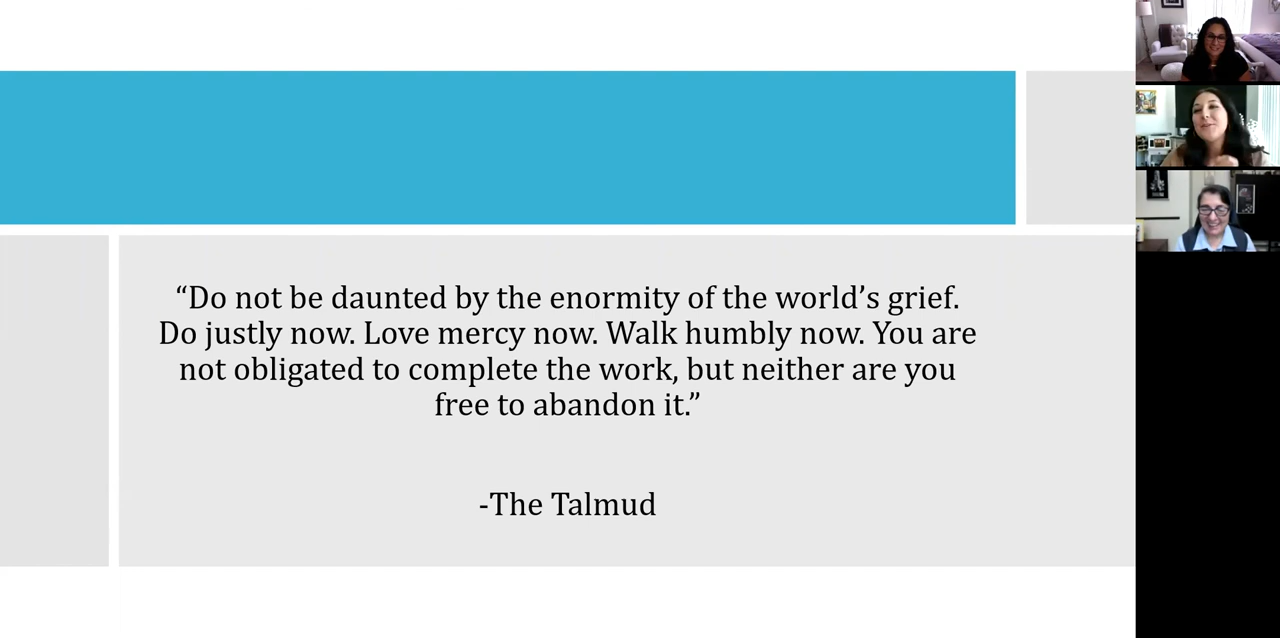 “Do not be daunted by the enormity of the world’s grief.
Do justly now. Love mercy now. Walk humbly now. You are
not obligated to complete the work, but neither are you
free to abandon it.”
-The Talmud